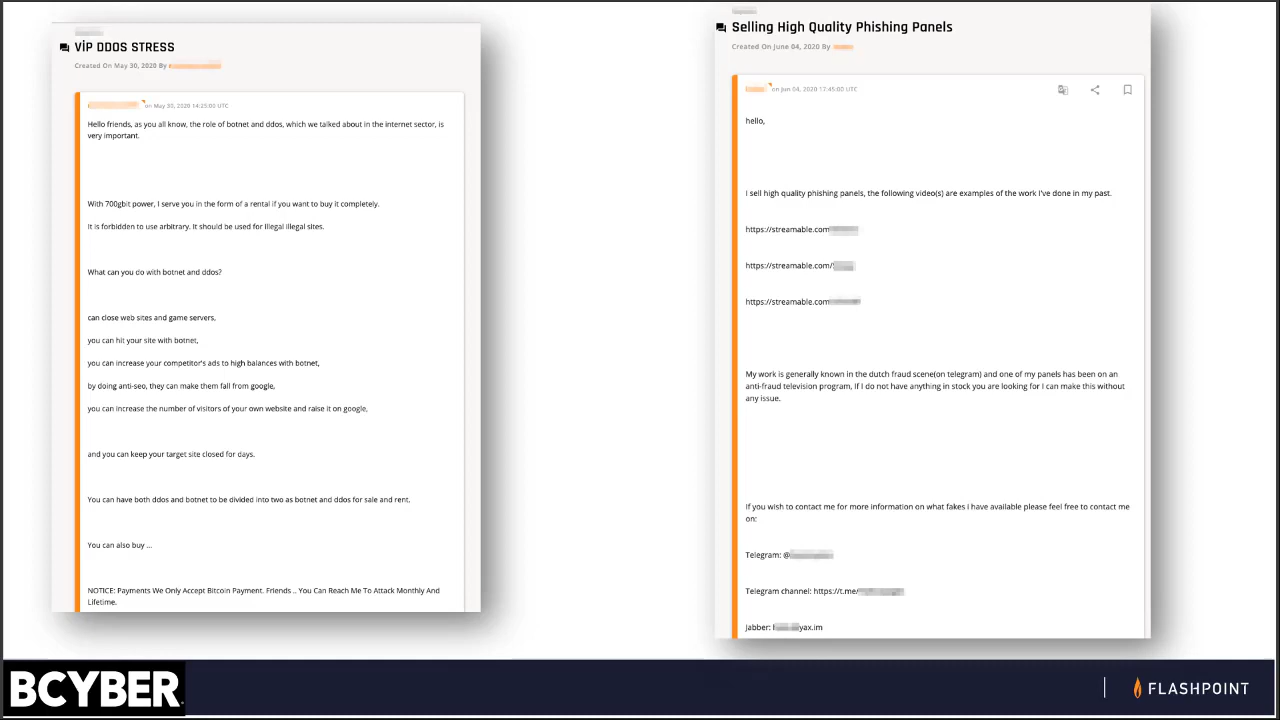 VİP DDOS STRESS
Created On May 30, 2020 By
on May 30, 2020 14:25:00 UTC
Hello friends, as you all know, the role of botnet and ddos, which we talked about in the internet sector, is
very important.
With 700gbit power, I serve you in the form of a rental if you want to buy it completely.
It is forbidden to use arbitrary. It should be used for illegal illegal sites.
What can you do with botnet and ddos?
can close web sites and game servers,
you can hit your site with botnet,
you can increase your competitor's ads to high balances with botnet,
by doing anti-seo, they can make them fall from google,
you can increase the number of visitors of your own website and raise it on google,
and you can keep your target site closed for days.
You can have both ddos and botnet to be divided into two as botnet and ddos for sale and rent.
You can also buy ...
NOTICE: Payments We Only Accept Bitcoin Payment. Friends .. You Can Reach Me To Attack Monthly And
Lifetime.
Selling High Quality Phishing Panels
Created On June 04, 2020 By
on Jun 04, 2020 17:45:00 UTC
hello,
I sell high quality phishing panels, the following video(s) are examples of the work I've done in my past.
https://streamable.com
https://streamable.com/
https://streamable.com
My work is generally known in the dutch fraud scene(on telegram) and one of my panels has been on an
anti-fraud television program, If I do not have anything in stock you are looking for I can make this without
any issue.
If you wish to contact me for more information on what fakes I have available please feel free to contact me
on:
Telegram: @
Telegram channel: https://t.me/
Jabber: yax.im
BCYBER
FLASHPOINT